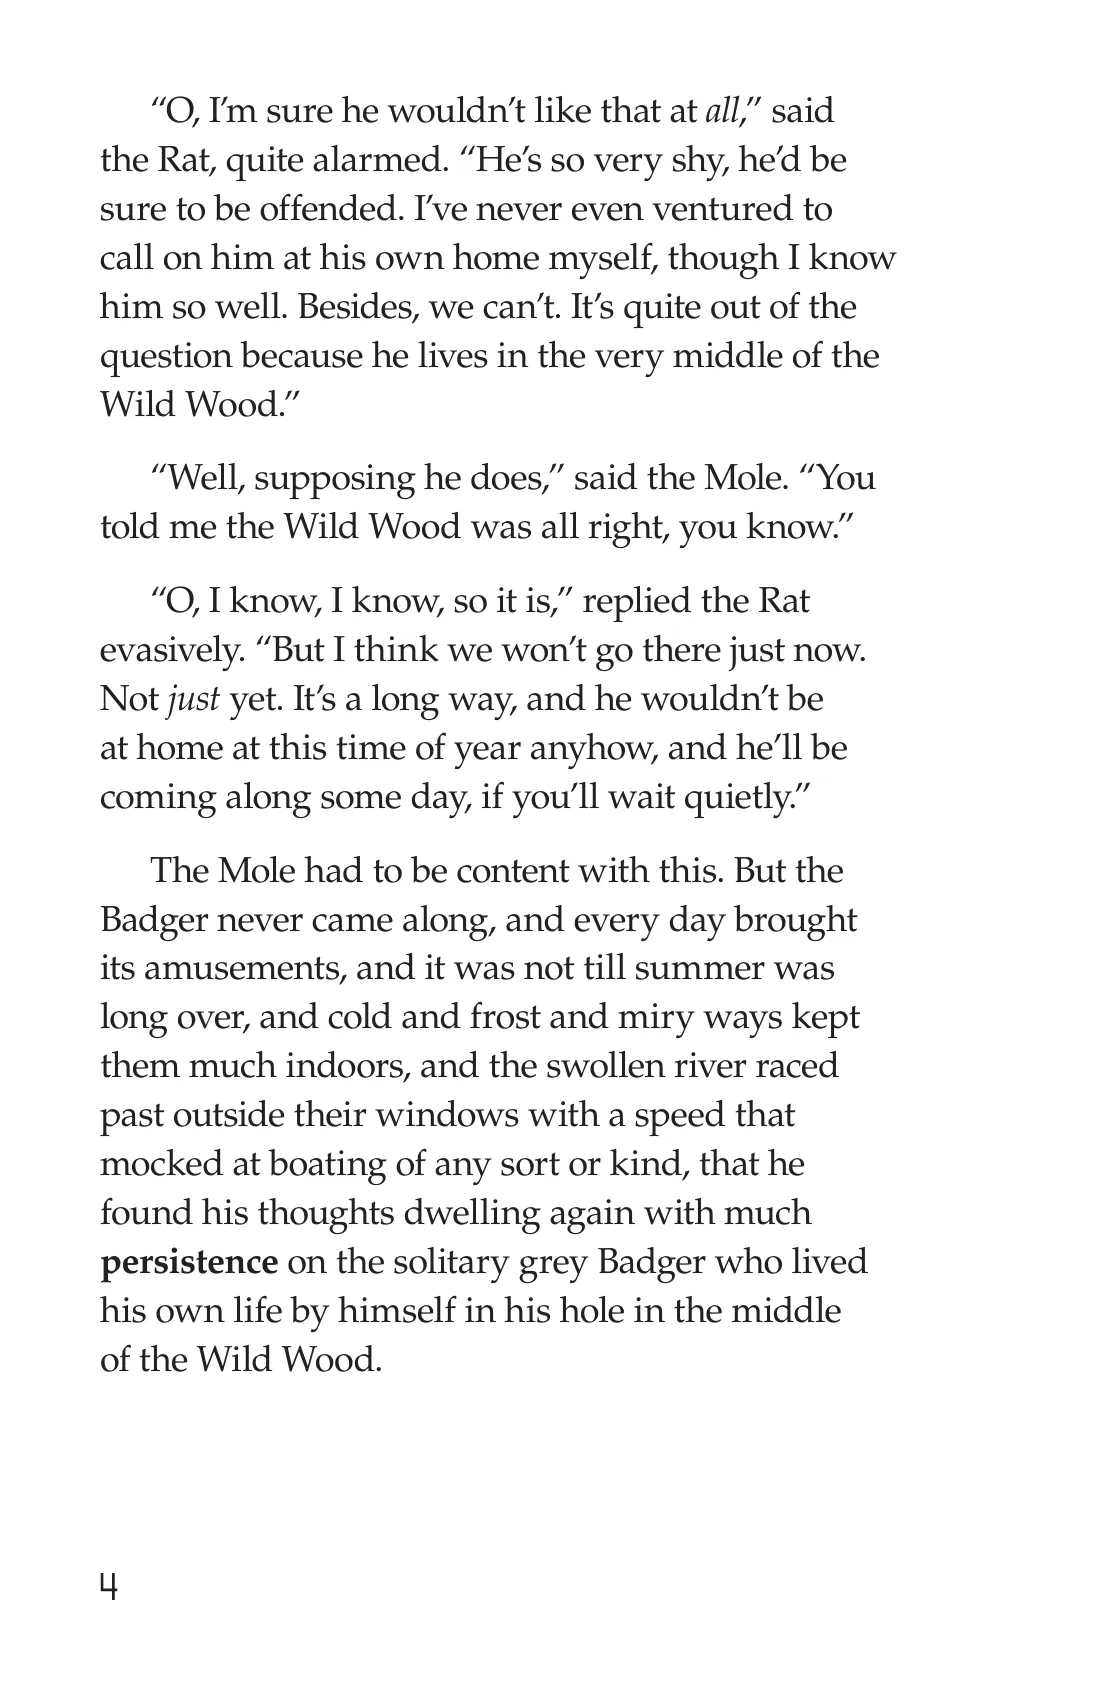 “O, I’m sure he wouldn’t like that at all,” said
the Rat, quite alarmed. “He’s so very shy, he’d be
sure to be offended. I’ve never even ventured to
call on him at his own home myself, though I know
him so well. Besides, we can’t. It’s quite out of the
question because he lives in the very middle of the
Wild Wood.”
“Well, supposing he does,” said the Mole. “You
told me the Wild Wood was all right, you know.”
“O, I know, I know, so it is,” replied the Rat
evasively. “But I think we won’t go there just now.
Not just yet. It’s a long way, and he wouldn’t be
at home at this time of year anyhow, and he’ll be
coming along some day, if you’ll wait quietly.”
The Mole had to be content with this. But the
Badger never came along, and every day brought
its amusements, and it was not till summer was
long over, and cold and frost and miry ways kept
them much indoors, and the swollen river raced
past outside their windows with a speed that
mocked at boating of any sort or kind, that he
found his thoughts dwelling again with much
persistence on the solitary grey Badger who lived
his own life by himself in his hole in the middle
of the Wild Wood.
4